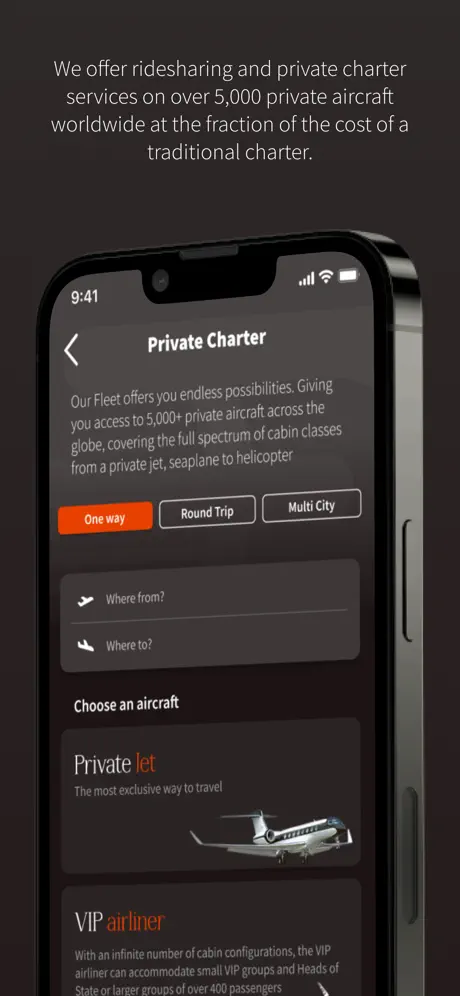 We offer ridesharing and private charter
services on over 5,000 private aircraft
worldwide at the fraction of the cost of a
traditional charter.
9:41
Private Charter
Our Fleet offers you endless possibilities. Giving
you access to 5,000+ private aircraft across the
globe, covering the full spectrum of cabin classes
from a private jet, seaplane to helicopter
One way
Round Trip
Multi City
Where from?
Where to?
Choose an aircraft
Private Jet
The most exclusive way to travel
VIP airliner
With an infinite number of cabin configurations, the VIP
airliner can accommodate small VIP groups and Heads of
State or larger groups of over 400 passengers